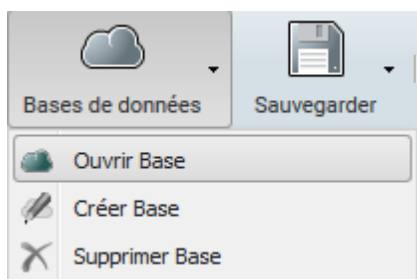 Bases de données Sauvegarder
Ouvrir Base
Créer Base
Supprimer Base